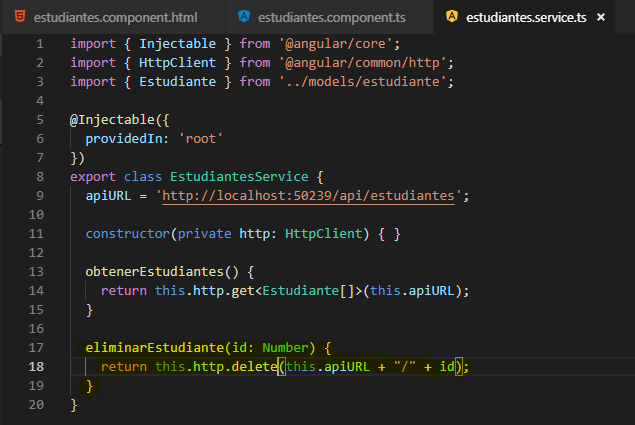 estudiantes.component.html estudiantes.component.ts estudiantes.service.ts ×
1 import { Injectable } from '@angular/core';
2 import { HttpClient } from '@angular/common/http';
3 import { Estudiante } from '../models/estudiante';
4
5 @Injectable({
6   providedIn: 'root'
7 })
8 export class EstudiantesService {
9   apiURL = 'http://localhost:50239/api/estudiantes';
10
11   constructor(private http: HttpClient) { }
12
13   obtenerEstudiantes() {
14     return this.http.get<Estudiante[]>(this.apiURL);
15   }
16
17   eliminarEstudiante(id: Number) {
18     return this.http.delete(this.apiURL + "/" + id);
19   }
20 }